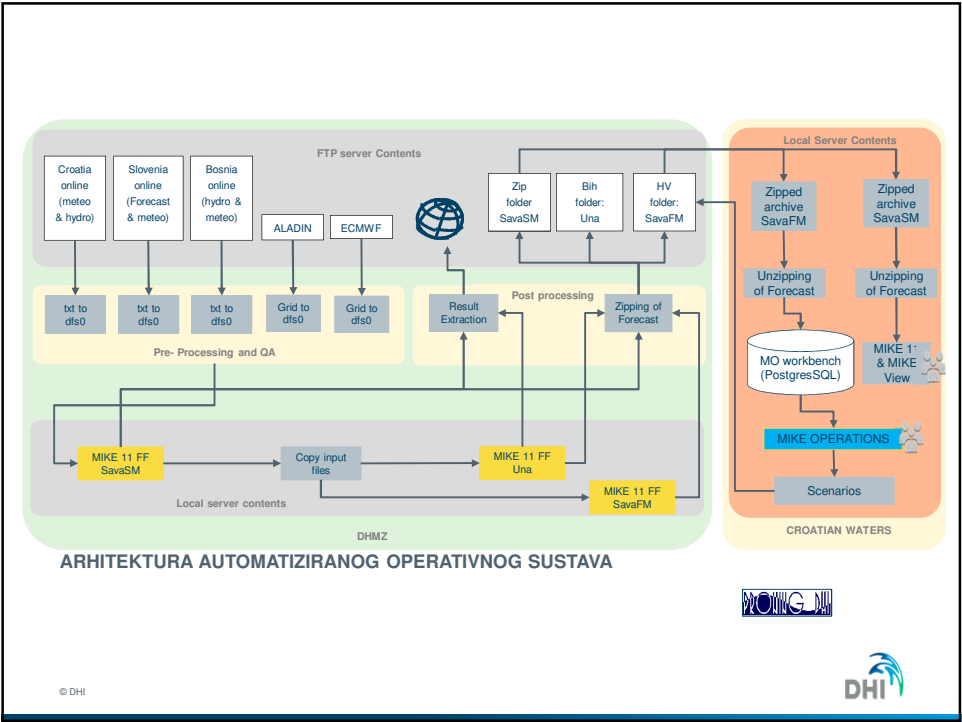 FTP server Contents
Local Server Contents
Croatia
online
(meteo
& hydro)
Slovenia
online
(Forecast
& meteo)
Bosnia
online
(hydro &
meteo)
ALADIN
ECMWF
Zip
folder
SavaSM
Bih
folder:
Una
HV
folder:
SavaFM
Zipped
archive
SavaFM
Zipped
archive
SavaSM
txt to
dfs0
txt to
dfs0
txt to
dfs0
Grid to
dfs0
Grid to
dfs0
Pre- Processing and QA
Post processing
Result
Extraction
Zipping of
Forecast
Unzipping
of Forecast
Unzipping
of Forecast
MO workbench
(PostgresSQL)
MIKE 11
& MIKE
View
MIKE OPERATIONS
Scenarios
MIKE 11 FF
SavaSM
Copy input
files
MIKE 11 FF
Una
MIKE 11 FF
SavaFM
Local server contents
DHMZ
CROATIAN WATERS
ARHITEKTURA AUTOMATIZIRANOG OPERATIVNOG SUSTAVA
PRONING DHI
© DHI
DHI